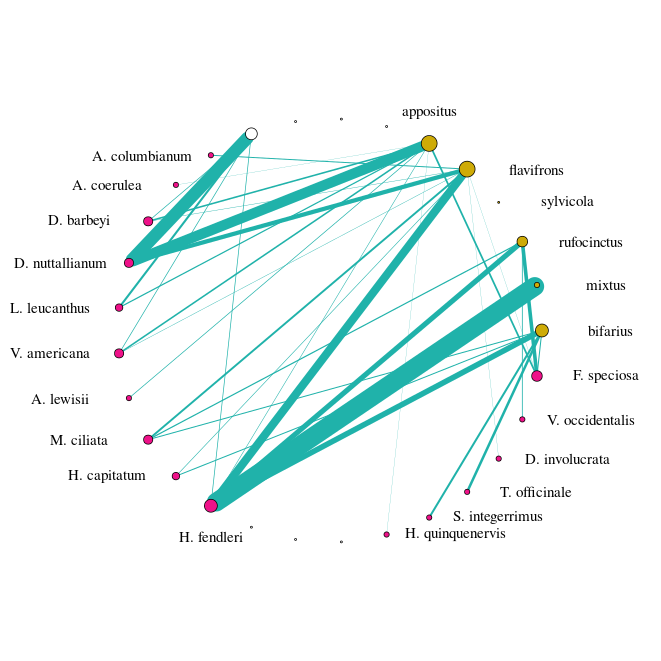 appositus
A. columbianum
flavifrons
A. coerulea
sylvicola
D. barbeyi
rufocinctus
D. nuttallianum
mixtus
L. leucanthus
bifarius
V. americana
F. speciosa
A. lewisii
V. occidentalis
M. ciliata
D. involucrata
H. capitatum
T. officinale
S. integerrimus
H. quinquenervis
H. fendleri